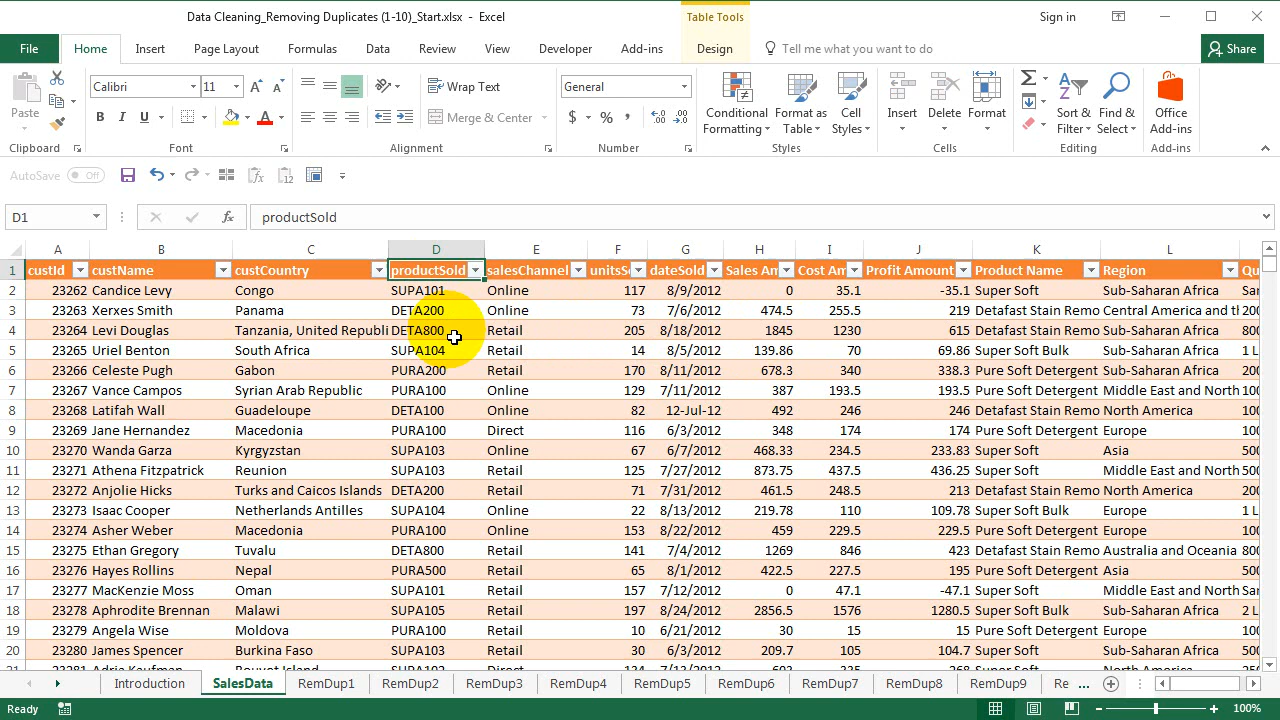 Data Cleaning_Removing Duplicates (1-10)_Start.xlsx - Excel
Table Tools
Sign in
File Home Insert Page Layout Formulas Data Review View Developer Add-ins Design Tell me what you want to do Share
Paste
Calibri 11
B I U A
Wrap Text
Merge & Center
General
$ % ,
Conditional Formatting
Format as Table
Cell Styles
Insert Delete Format
Sort & Filter
Find & Select
Office Add-ins
Clipboard Font Alignment Number Styles Cells Editing Add-ins
AutoSave Off
D1 fx productSold
A B C D E F G H I J K L
1 custId custName custCountry productSold salesChannel unitsSo dateSold Sales Am Cost Am Profit Amount Product Name Region Qu
2 23262 Candice Levy Congo SUPA101 Online 117 8/9/2012 0 35.1 -35.1 Super Soft Sub-Saharan Africa Sam
3 23263 Xerxes Smith Panama DETA200 Online 73 7/6/2012 474.5 255.5 219 Detafast Stain Remo Central America and th 200
4 23264 Levi Douglas Tanzania, United Republi DETA800 Retail 205 8/18/2012 1845 1230 615 Detafast Stain Remo Sub-Saharan Africa 800
5 23265 Uriel Benton South Africa SUPA104 Retail 14 8/5/2012 139.86 70 69.86 Super Soft Bulk Sub-Saharan Africa 1 L
6 23266 Celeste Pugh Gabon PURA200 Retail 170 8/11/2012 678.3 340 338.3 Pure Soft Detergent Sub-Saharan Africa 200
7 23267 Vance Campos Syrian Arab Republic PURA100 Online 129 7/11/2012 387 193.5 193.5 Pure Soft Detergent Middle East and North 100
8 23268 Latifah Wall Guadeloupe DETA100 Online 82 12-Jul-12 492 246 246 Detafast Stain Remo North America 100
9 23269 Jane Hernandez Macedonia PURA100 Direct 116 6/3/2012 348 174 174 Pure Soft Detergent Europe 100
10 23270 Wanda Garza Kyrgyzstan SUPA103 Online 67 6/7/2012 468.33 234.5 233.83 Super Soft Asia 500
11 23271 Athena Fitzpatrick Reunion SUPA103 Retail 125 7/27/2012 873.75 437.5 436.25 Super Soft Middle East and North 500
12 23272 Anjolie Hicks Turks and Caicos Islands DETA200 Retail 71 7/31/2012 461.5 248.5 213 Detafast Stain Remo North America 200
13 23273 Isaac Cooper Netherlands Antilles SUPA104 Online 22 8/13/2012 219.78 110 109.78 Super Soft Bulk Europe 1 L
14 23274 Asher Weber Macedonia PURA100 Online 153 8/22/2012 459 229.5 229.5 Pure Soft Detergent Europe 100
15 23275 Ethan Gregory Tuvalu DETA800 Retail 141 7/4/2012 1269 846 423 Detafast Stain Remo Australia and Oceania 800
16 23276 Hayes Rollins Nepal PURA500 Retail 65 8/1/2012 422.5 227.5 195 Pure Soft Detergent Asia 500
17 23277 MacKenzie Moss Oman SUPA101 Retail 157 7/12/2012 0 47.1 -47.1 Super Soft Middle East and North Sam
18 23278 Aphrodite Brennan Malawi SUPA105 Retail 197 8/24/2012 2856.5 1576 1280.5 Super Soft Bulk Sub-Saharan Africa 2 L
19 23279 Angela Wise Moldova PURA100 Retail 10 6/21/2012 30 15 15 Pure Soft Detergent Europe 100
20 23280 James Spencer Burkina Faso SUPA103 Retail 30 6/3/2012 209.7 105 104.7 Super Soft Sub-Saharan Africa 500
Introduction SalesData RemDup1 RemDup2 RemDup3 RemDup4 RemDup5 RemDup6 RemDup7 RemDup8 RemDup9 Re ...
Ready 100%